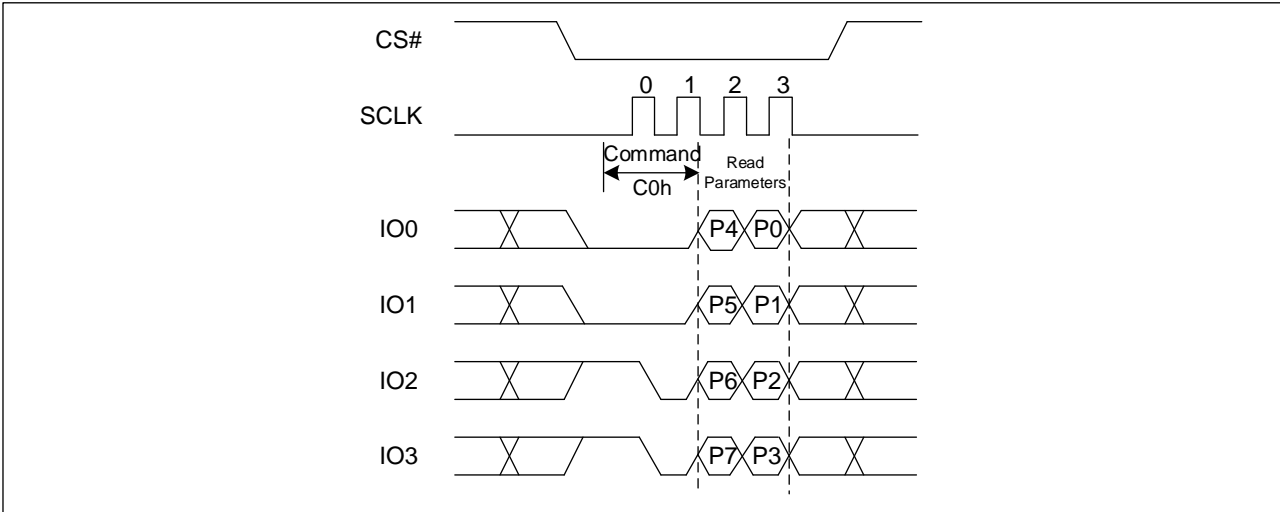 CS#
0 1 2 3
SCLK
Command
C0h
Read
Parameters
IO0 P4 P0
IO1 P5 P1
IO2 P6 P2
IO3 P7 P3